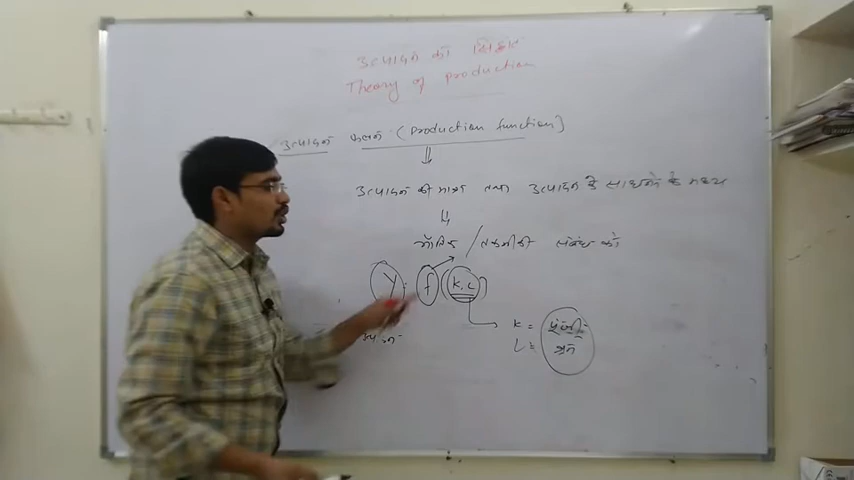 उत्पादन का सिद्धांत
Theory of production
उत्पादन फलन (Production function)
⇓
उत्पादन की मात्रा तथा उत्पादन के साधनों के मध्य
⇓
भौतिक / तकनीकी संबंध को
Y f (K, L)
K = पूंजी
L = श्रम